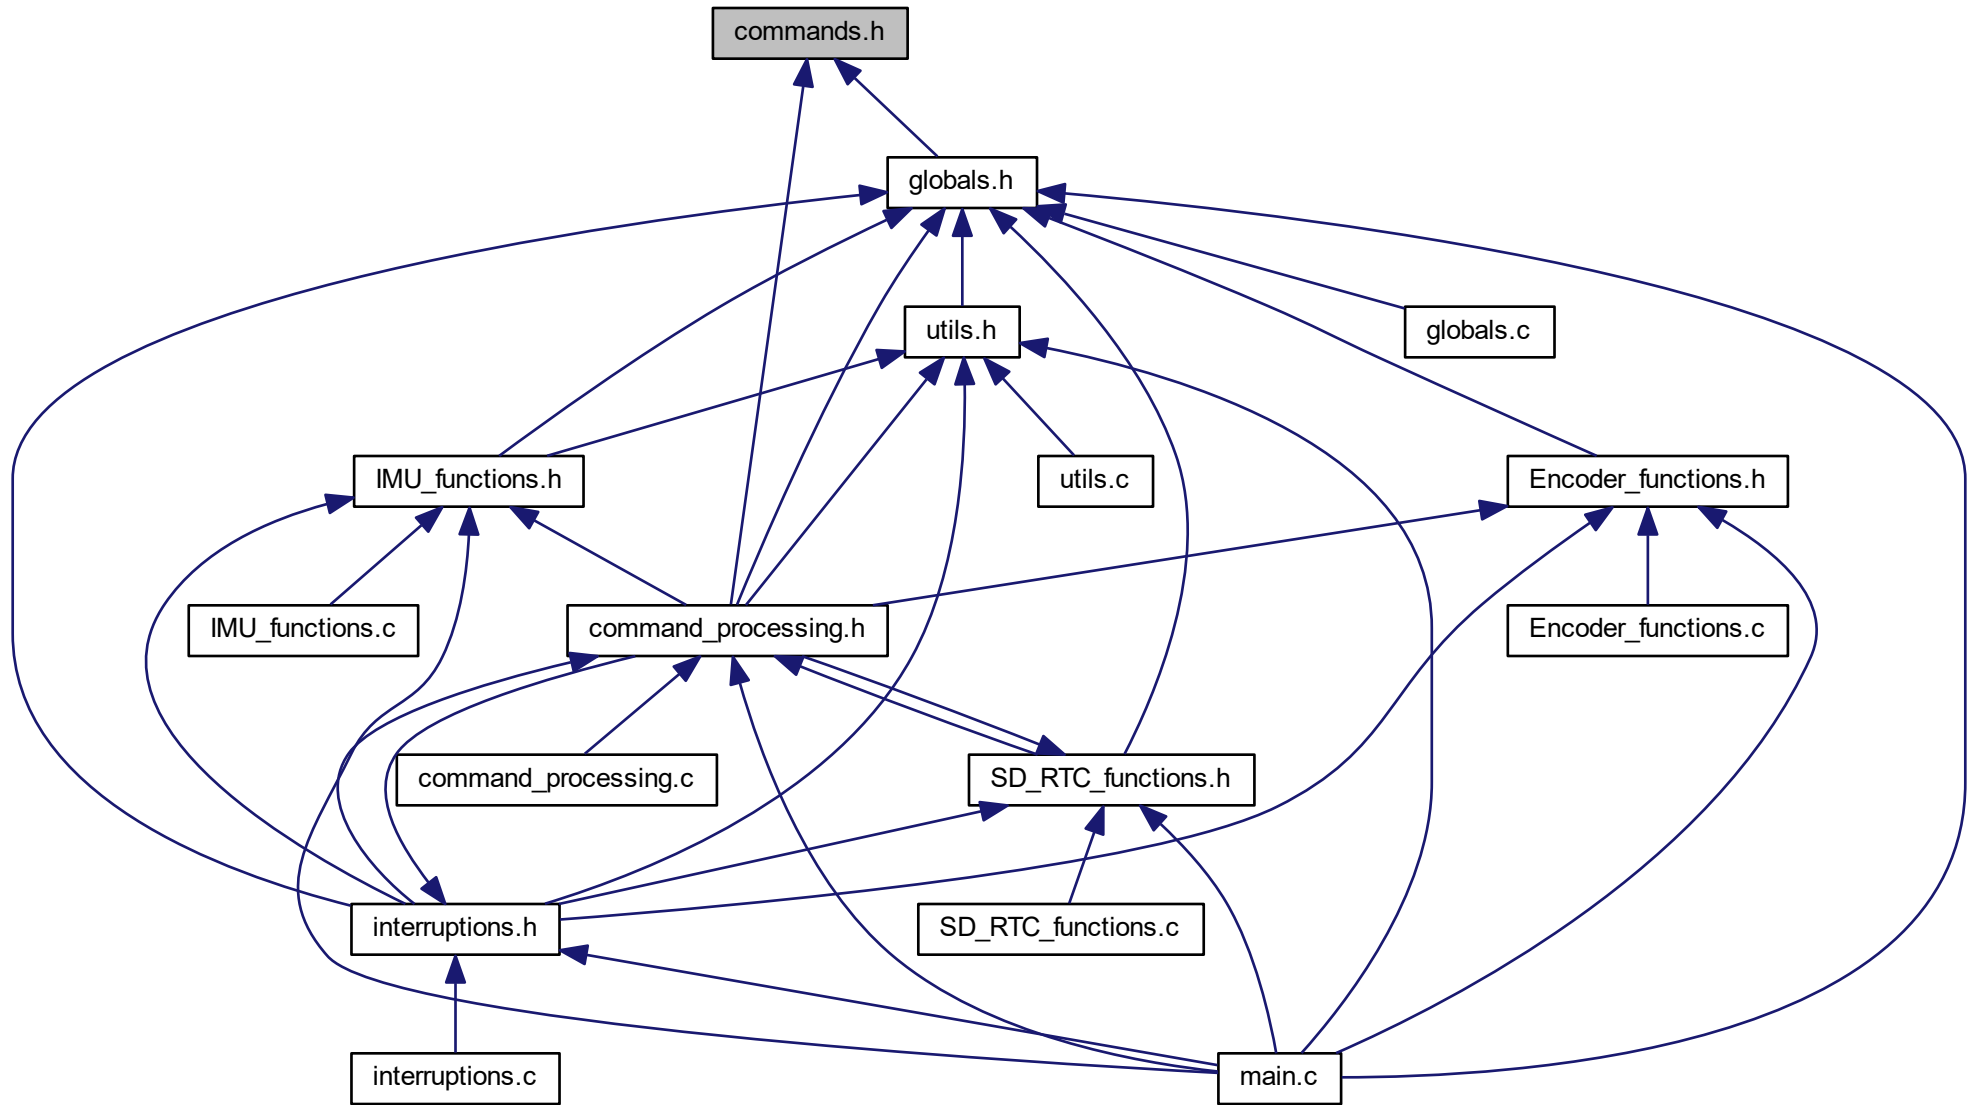 commands.h
globals.h
utils.h
globals.c
IMU_functions.h
utils.c
Encoder_functions.h
IMU_functions.c
command_processing.h
Encoder_functions.c
command_processing.c
SD_RTC_functions.h
interruptions.h
SD_RTC_functions.c
interruptions.c
main.c